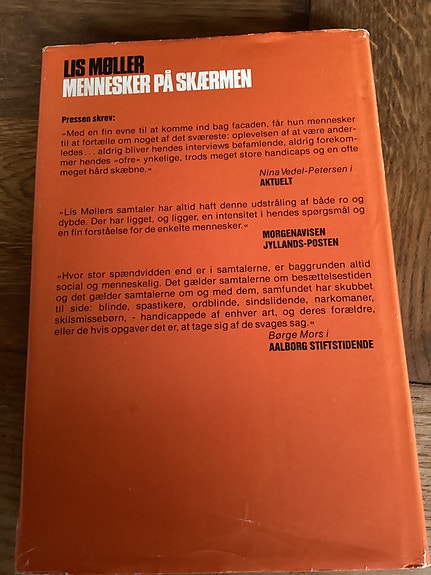 LIS MØLLER
MENNESKER PÅ SKÆRMEN
Pressen skrev:
»Med en fin evne til at komme ind bag facaden, får hun mennesker
til at fortælle om noget af det sværeste: oplevelsen af at være ander-
ledes... aldrig bliver hendes interviews befamlende, aldrig forekom-
mer hendes »ofre« ynkelige, trods meget store handicaps og en ofte
meget hård skæbne.«
Nina Vedel-Petersen i
AKTUELT
»Lis Møllers samtaler har altid haft denne udstråling af både ro og
dybde. Der har ligget, og ligger, en intensitet i hendes spørgsmål og
en fin forståelse for de enkelte mennesker.«
MORGENAVISEN
JYLLANDS-POSTEN
»Hvor stor spændvidden end er i samtalerne, er baggrunden altid
social og menneskelig. Det gælder samtalerne om besættelsestiden
og det gælder samtalerne om og med dem, samfundet har skubbet
til side: blinde, spastikere, ordblinde, sindslidende, narkomaner,
skilsmissebørn, - handicappede af enhver art, og deres forældre,
eller de hvis opgaver det er, at tage sig af de svages sag.«
Børge Mors i
AALBORG STIFTSTIDENDE